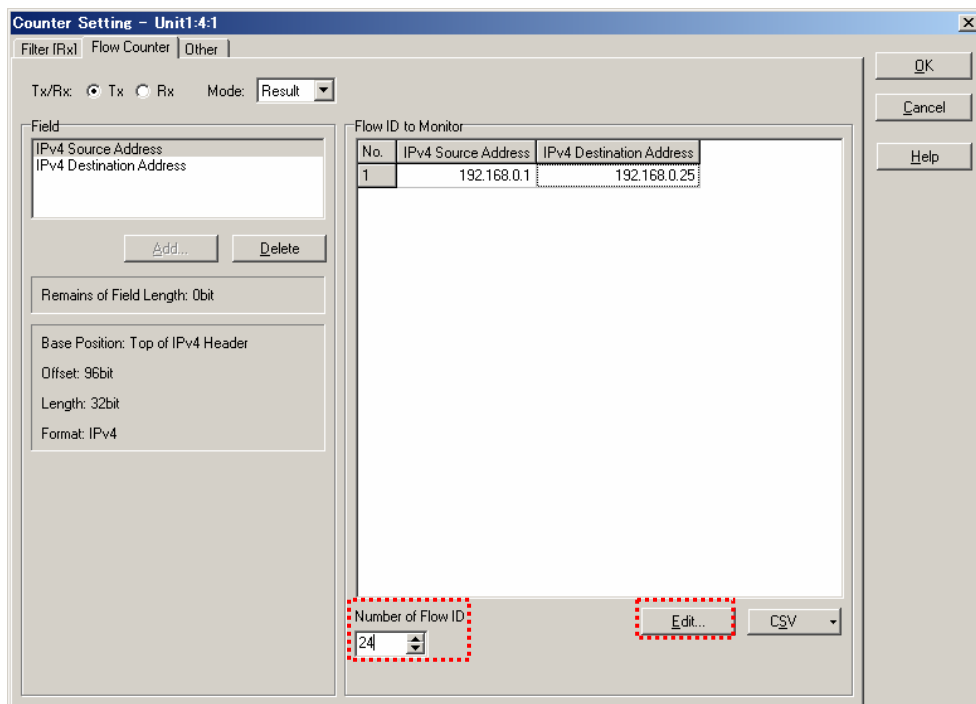 Counter Setting - Unit1:4:1
Filter [Rx] Flow Counter Other
OK
Cancel
Help
Tx/Rx: Tx Rx Mode: Result
Field
IPv4 Source Address
IPv4 Destination Address
Add... Delete
Remains of Field Length: 0bit
Base Position: Top of IPv4 Header
Offset: 96bit
Length: 32bit
Format: IPv4
Flow ID to Monitor
No. IPv4 Source Address IPv4 Destination Address
1 192.168.0.1 192.168.0.25
Number of Flow ID
24
Edit... CSV